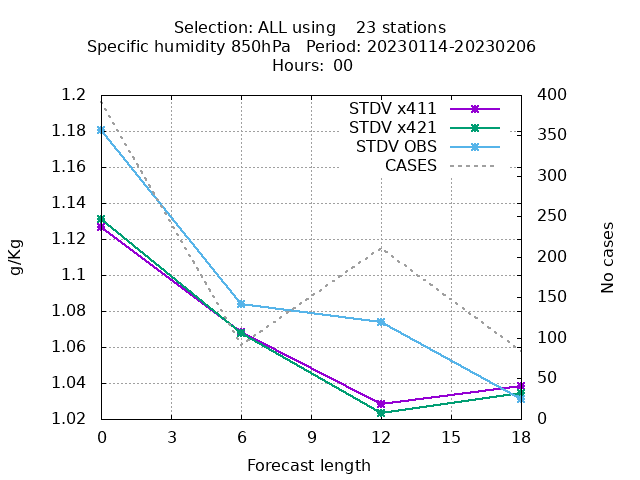 Selection: ALL using    23 stations
Specific humidity 850hPa   Period: 20230114-20230206
Hours:  00
1.2
1.18
1.16
1.14
1.12
1.1
1.08
1.06
1.04
1.02
g/Kg
STDV x411
STDV x421
STDV OBS
CASES
400
350
300
250
200
150
100
50
0
No cases
0 3 6 9 12 15 18
Forecast length